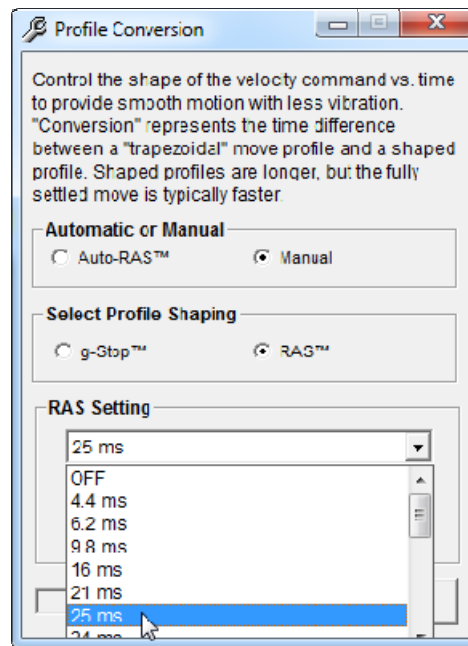 Profile Conversion
Control the shape of the velocity command vs. time
to provide smooth motion with less vibration.
"Conversion" represents the time difference
between a "trapezoidal" move profile and a shaped
profile. Shaped profiles are longer, but the fully
settled move is typically faster.
Automatic or Manual
Auto-RAS™ Manual
Select Profile Shaping
g-Stop™ RAS™
RAS Setting
25 ms
OFF
4.4 ms
6.2 ms
9.8 ms
16 ms
21 ms
25 ms